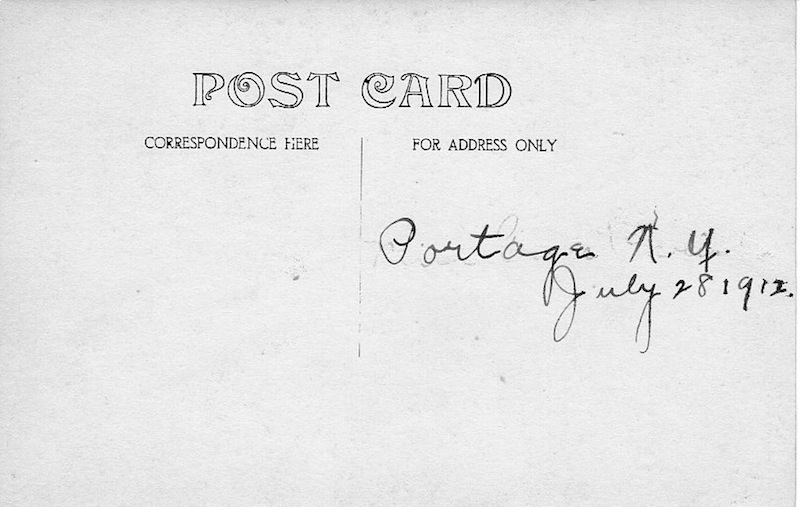 POST CARD
CORRESPONDENCE HERE
FOR ADDRESS ONLY
Portage N.Y.
July 28 1912.